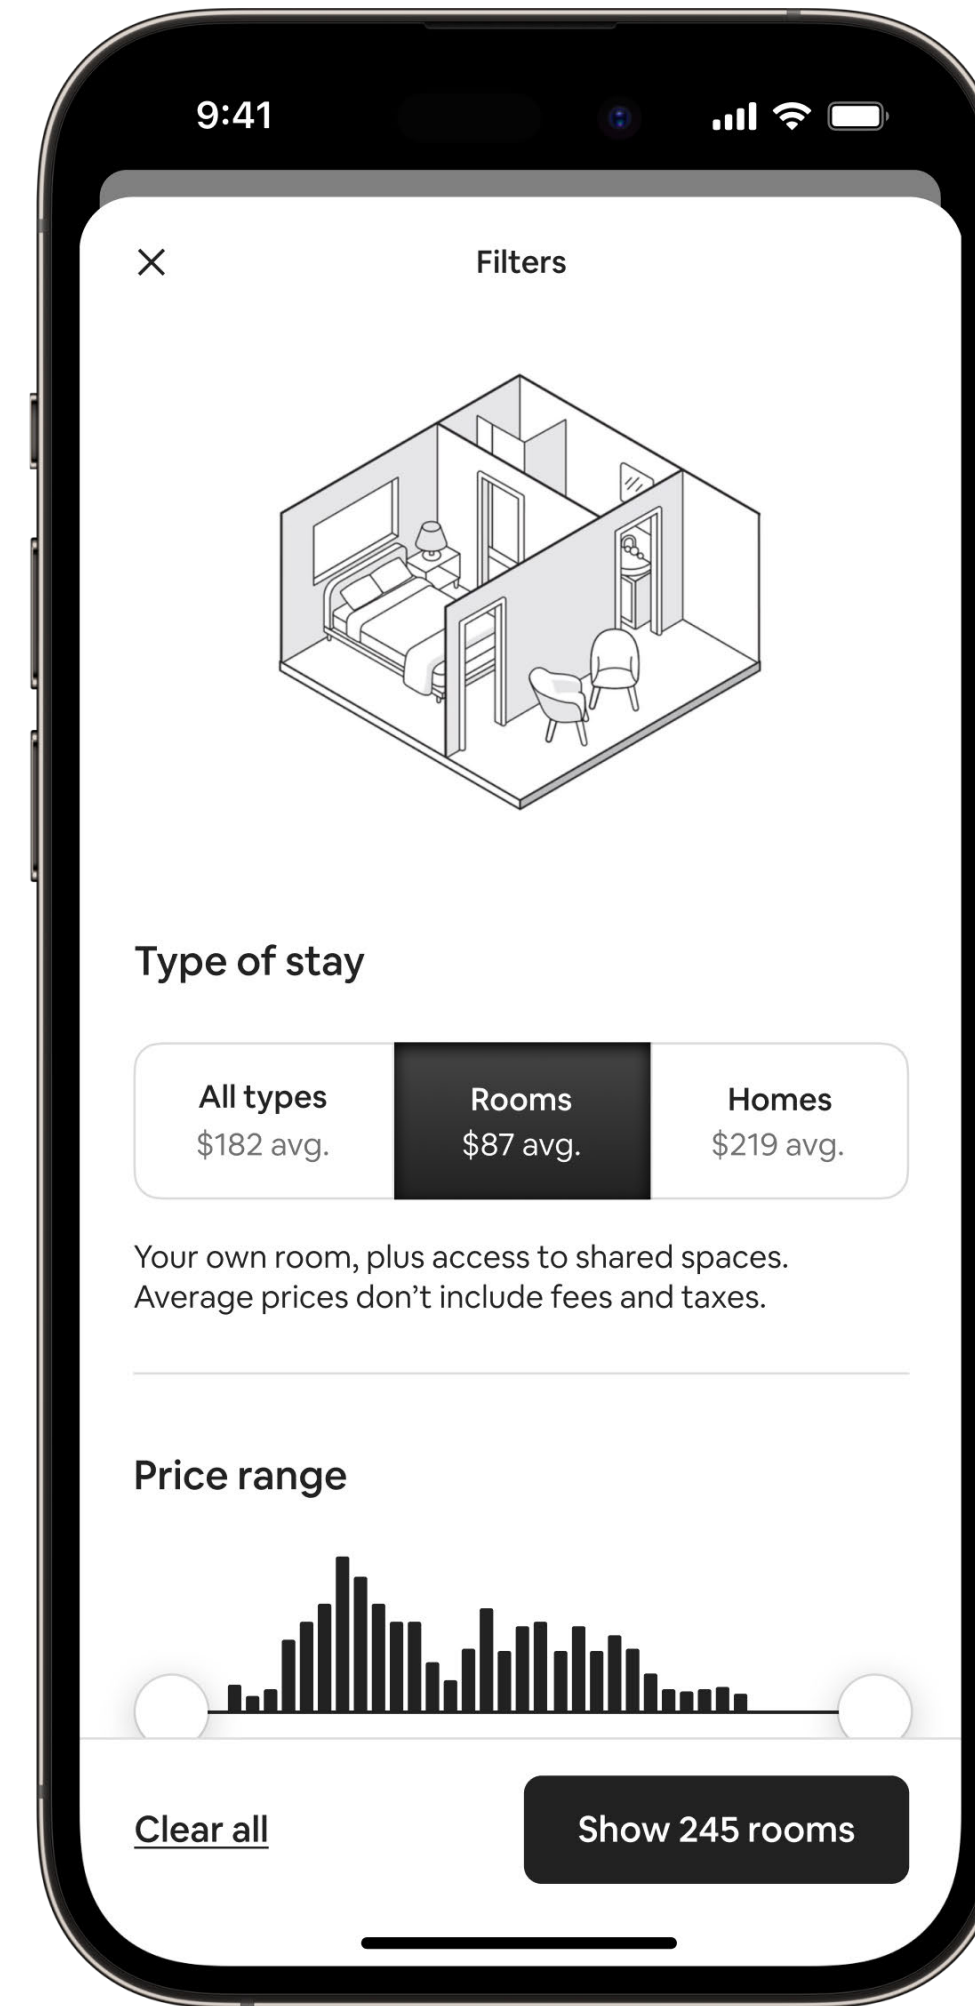 9:41
Filters
Type of stay
All types
$182 avg.
Rooms
$87 avg.
Homes
$219 avg.
Your own room, plus access to shared spaces.
Average prices don’t include fees and taxes.
Price range
Clear all
Show 245 rooms